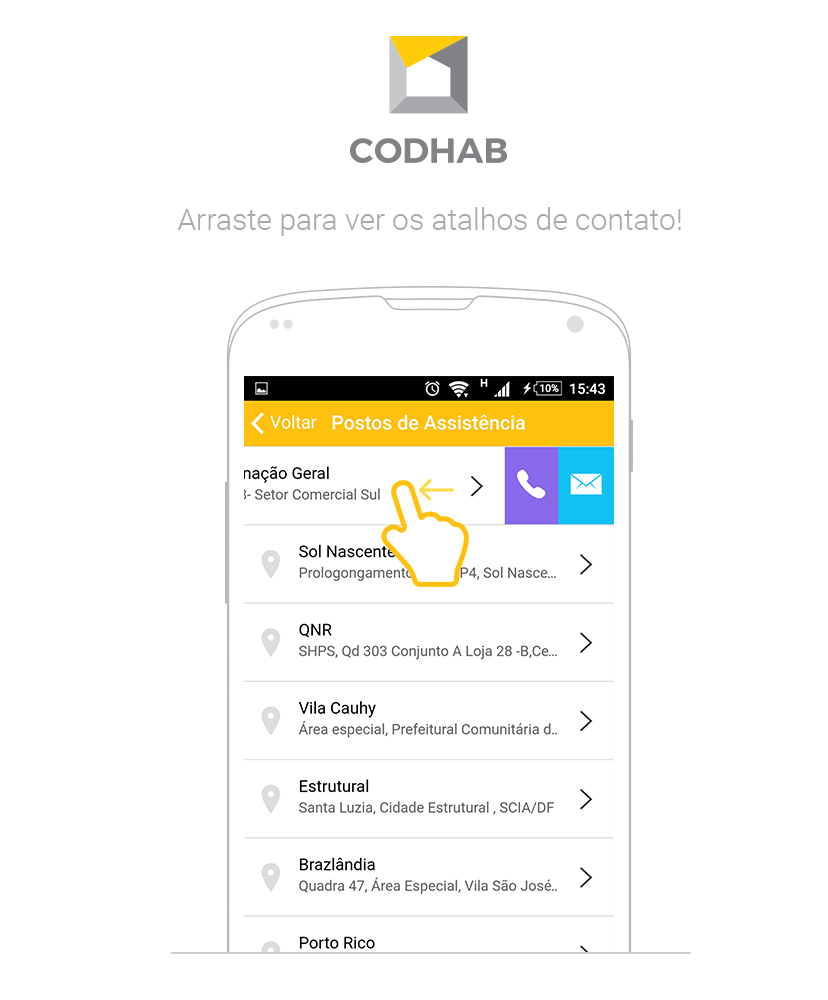 CODHAB
Arraste para ver os atalhos de contato!
H 10% 15:43
Voltar Postos de Assistência
nação Geral
3- Setor Comercial Sul
Sol Nascente
Prologongamento P4, Sol Nasce...
QNR
SHPS, Qd 303 Conjunto A Loja 28 -B,Ce...
Vila Cauhy
Área especial, Prefeitural Comunitária d..
Estrutural
Santa Luzia, Cidade Estrutural , SCIA/DF
Brazlândia
Quadra 47, Área Especial, Vila São José..
Porto Rico